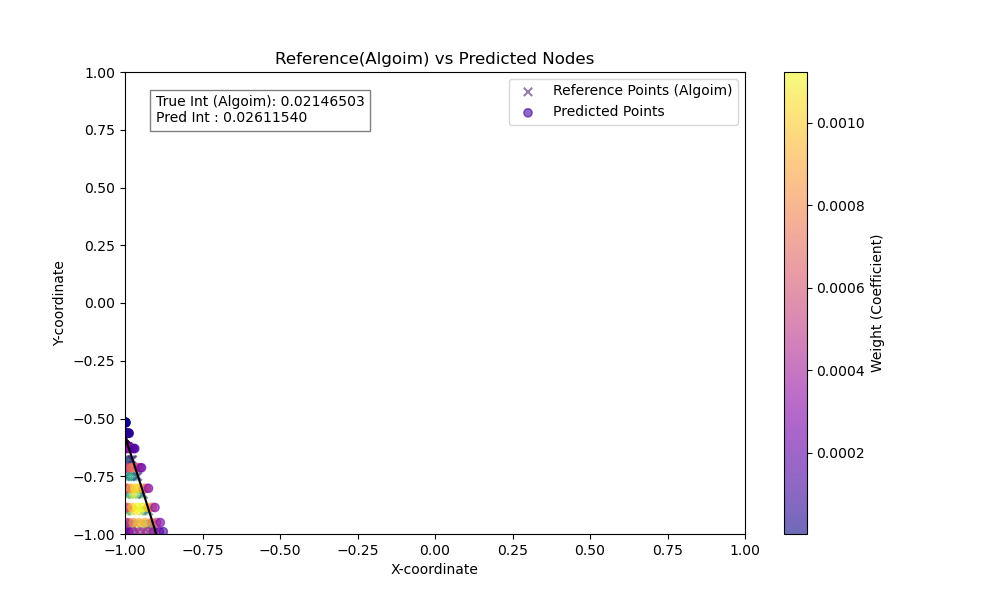 Reference(Algoim) vs Predicted Nodes
True Int (Algoim): 0.02146503
Pred Int : 0.02611540
Reference Points (Algoim)
Predicted Points
1.00
0.75
0.50
0.25
0.00
−0.25
−0.50
−0.75
−1.00
Y-coordinate
−1.00
−0.75
−0.50
−0.25
0.00
0.25
0.50
0.75
1.00
X-coordinate
0.0010
0.0008
0.0006
0.0004
0.0002
Weight (Coefficient)